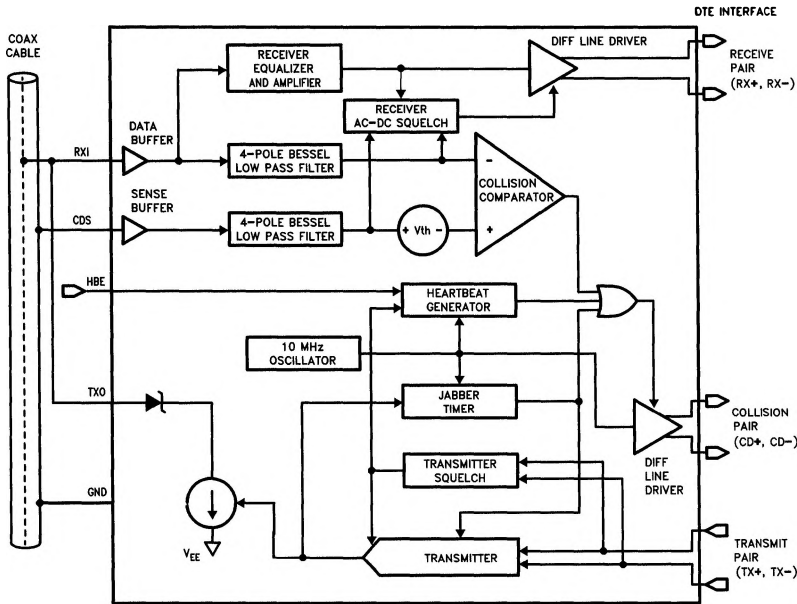 DTE INTERFACE
COAX
CABLE
RECEIVER
EQUALIZER
AND AMPLIFIER
DIFF LINE DRIVER
RECEIVE
PAIR
(RX+, RX-)
RECEIVER
AC-DC SQUELCH
DATA
BUFFER
RXI
4-POLE BESSEL
LOW PASS FILTER
-
COLLISION
COMPARATOR
SENSE
BUFFER
CDS
4-POLE BESSEL
LOW PASS FILTER
+ Vth -
+
HBE
HEARTBEAT
GENERATOR
10 MHz
OSCILLATOR
TXO
JABBER
TIMER
COLLISION
PAIR
(CD+, CD-)
DIFF
LINE
DRIVER
TRANSMITTER
SQUELCH
GND
VEE
TRANSMITTER
TRANSMIT
PAIR
(TX+, TX-)